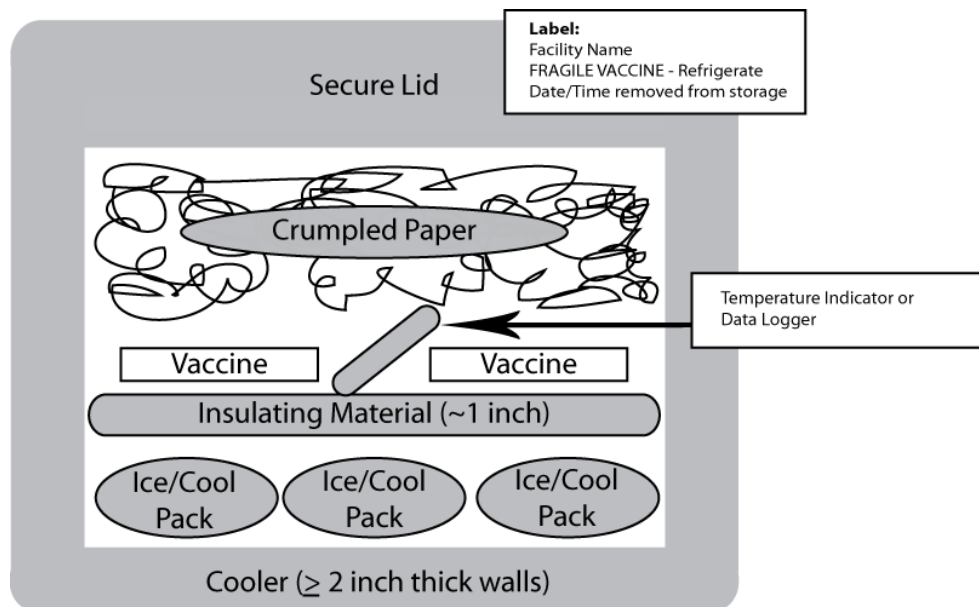 Label:
Facility Name
FRAGILE VACCINE - Refrigerate
Date/Time removed from storage
Secure Lid
Crumpled Paper
Temperature Indicator or
Data Logger
Vaccine
Vaccine
Insulating Material (~1 inch)
Ice/Cool
Pack
Ice/Cool
Pack
Ice/Cool
Pack
Cooler (≥ 2 inch thick walls)